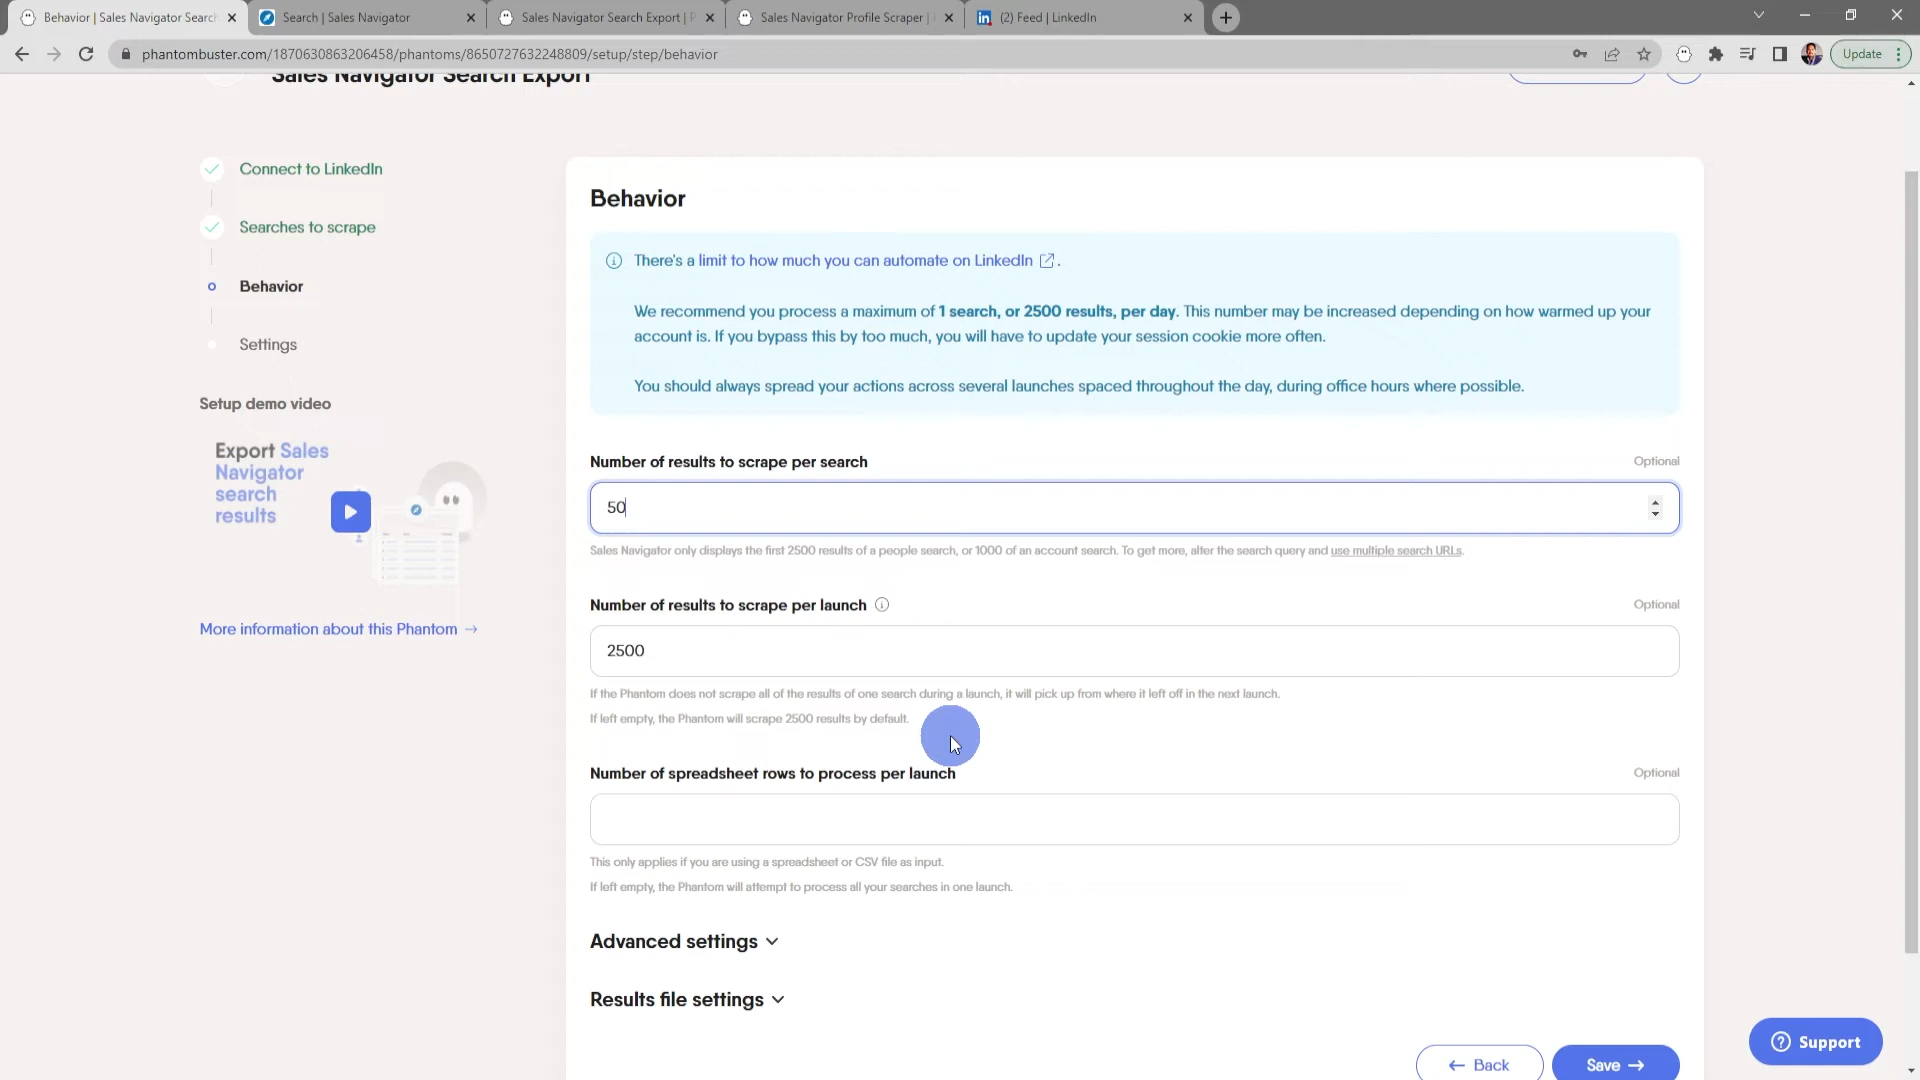 Behavior | Sales Navigator Search
Search | Sales Navigator
Sales Navigator Search Export | P
Sales Navigator Profile Scraper |
(2) Feed | LinkedIn
phantombuster.com/1870630863206458/phantoms/8650727632248809/setup/step/behavior
Update
Sales Navigator Search Export
Connect to LinkedIn
Searches to scrape
Behavior
Settings
Setup demo video
Export Sales
Navigator
search
results
More information about this Phantom →
Behavior
There's a limit to how much you can automate on LinkedIn .
We recommend you process a maximum of 1 search, or 2500 results, per day. This number may be increased depending on how warmed up your
account is. If you bypass this by too much, you will have to update your session cookie more often.
You should always spread your actions across several launches spaced throughout the day, during office hours where possible.
Number of results to scrape per search
Optional
50
Sales Navigator only displays the first 2500 results of a people search, or 1000 of an account search. To get more, alter the search query and use multiple search URLs.
Number of results to scrape per launch
Optional
2500
If the Phantom does not scrape all of the results of one search during a launch, it will pick up from where it left off in the next launch.
If left empty, the Phantom will scrape 2500 results by default.
Number of spreadsheet rows to process per launch
Optional
This only applies if you are using a spreadsheet or CSV file as input.
If left empty, the Phantom will attempt to process all your searches in one launch.
Advanced settings
Results file settings
← Back
Save →
Support